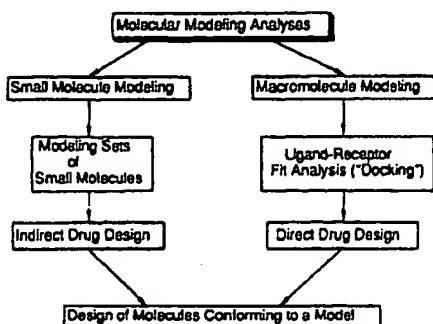 Molecular Modeling Analyses
Small Molecule Modeling
Macromolecule Modeling
Modeling Sets
of
Small Molecules
Ligand-Receptor
Fit Analysis ("Docking")
Indirect Drug Design
Direct Drug Design
Design of Molecules Conforming to a Model